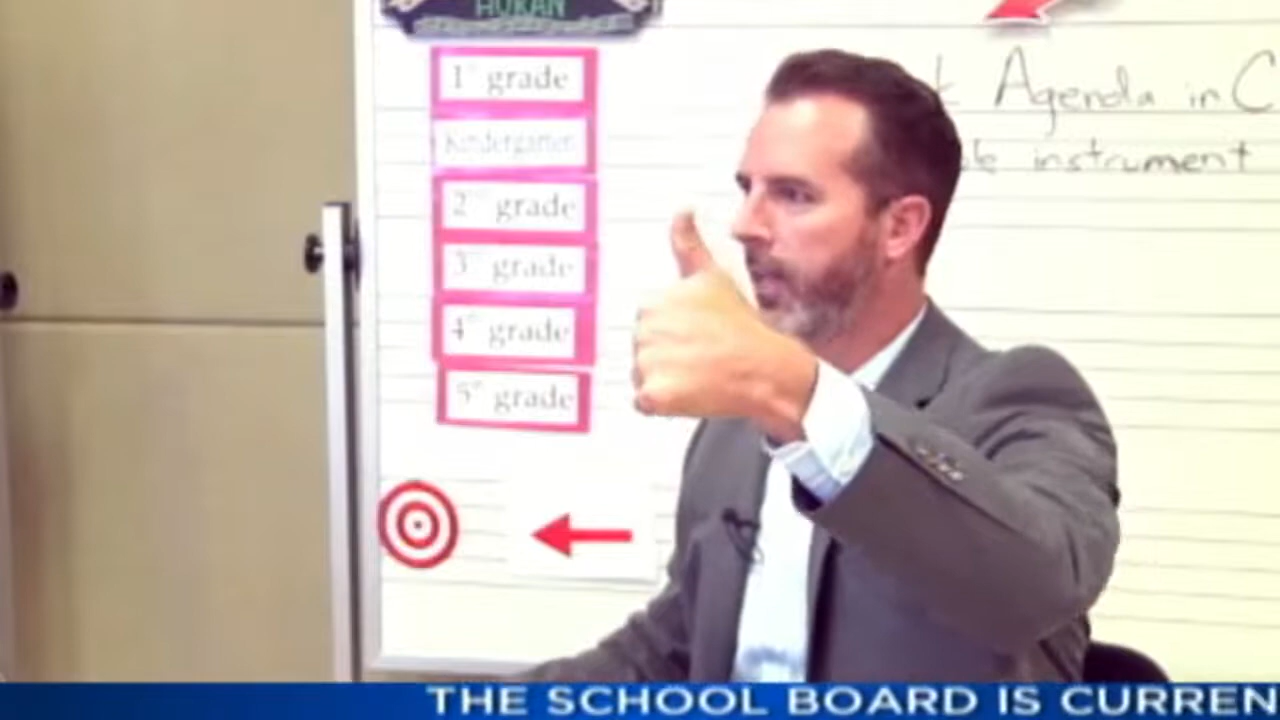 HURAN
1st grade
Kindergarten
2nd grade
3rd grade
4th grade
5th grade
Agenda in C
instrument
THE SCHOOL BOARD IS CURREN